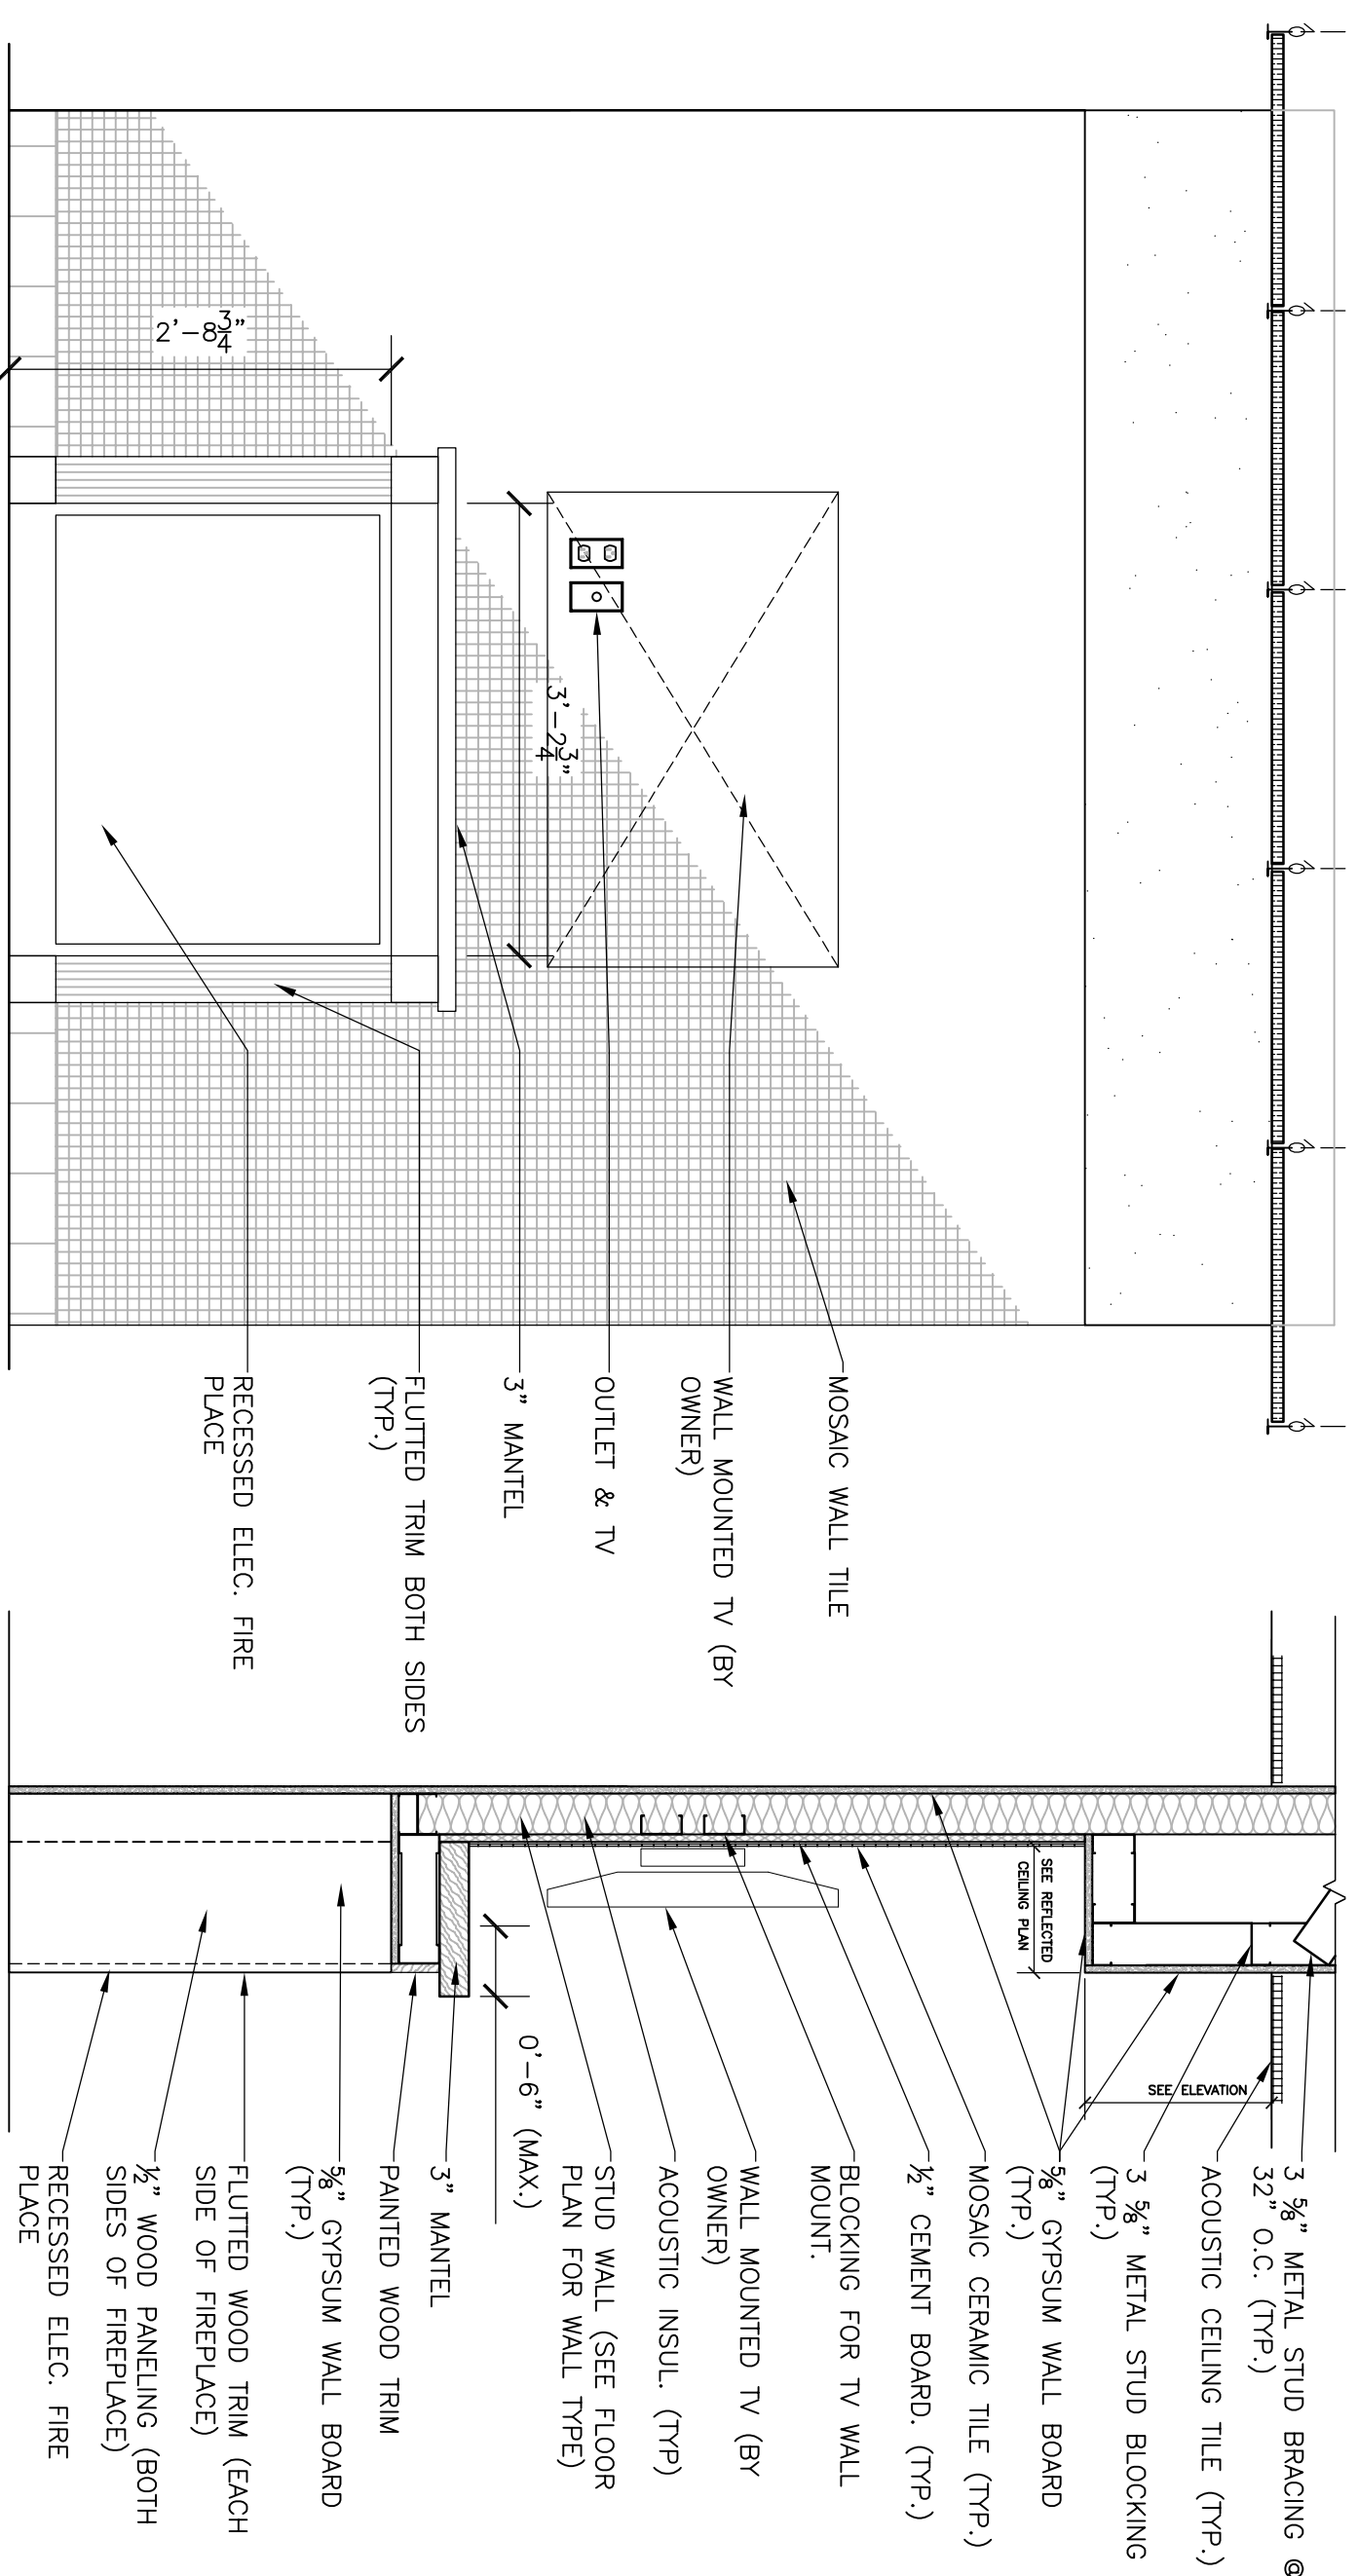 2'-8 3/4"
3'-2 3/4"
MOSAIC WALL TILE
WALL MOUNTED TV (BY
OWNER)
OUTLET & TV
3" MANTEL
FLUTTED TRIM BOTH SIDES
(TYP.)
RECESSED ELEC. FIRE
PLACE
SEE REFLECTED
CEILING PLAN
SEE ELEVATION
0'-6" (MAX.)
3 5/8" METAL STUD BRACING @
32" O.C. (TYP.)
ACOUSTIC CEILING TILE (TYP.)
3 5/8" METAL STUD BLOCKING
(TYP.)
5/8" GYPSUM WALL BOARD
(TYP.)
MOSAIC CERAMIC TILE (TYP.)
1/2" CEMENT BOARD. (TYP.)
BLOCKING FOR TV WALL
MOUNT.
WALL MOUNTED TV (BY
OWNER)
ACOUSTIC INSUL. (TYP)
STUD WALL (SEE FLOOR
PLAN FOR WALL TYPE)
3" MANTEL
PAINTED WOOD TRIM
5/8" GYPSUM WALL BOARD
(TYP.)
FLUTTED WOOD TRIM (EACH
SIDE OF FIREPLACE)
1/2" WOOD PANELING (BOTH
SIDES OF FIREPLACE)
RECESSED ELEC. FIRE
PLACE